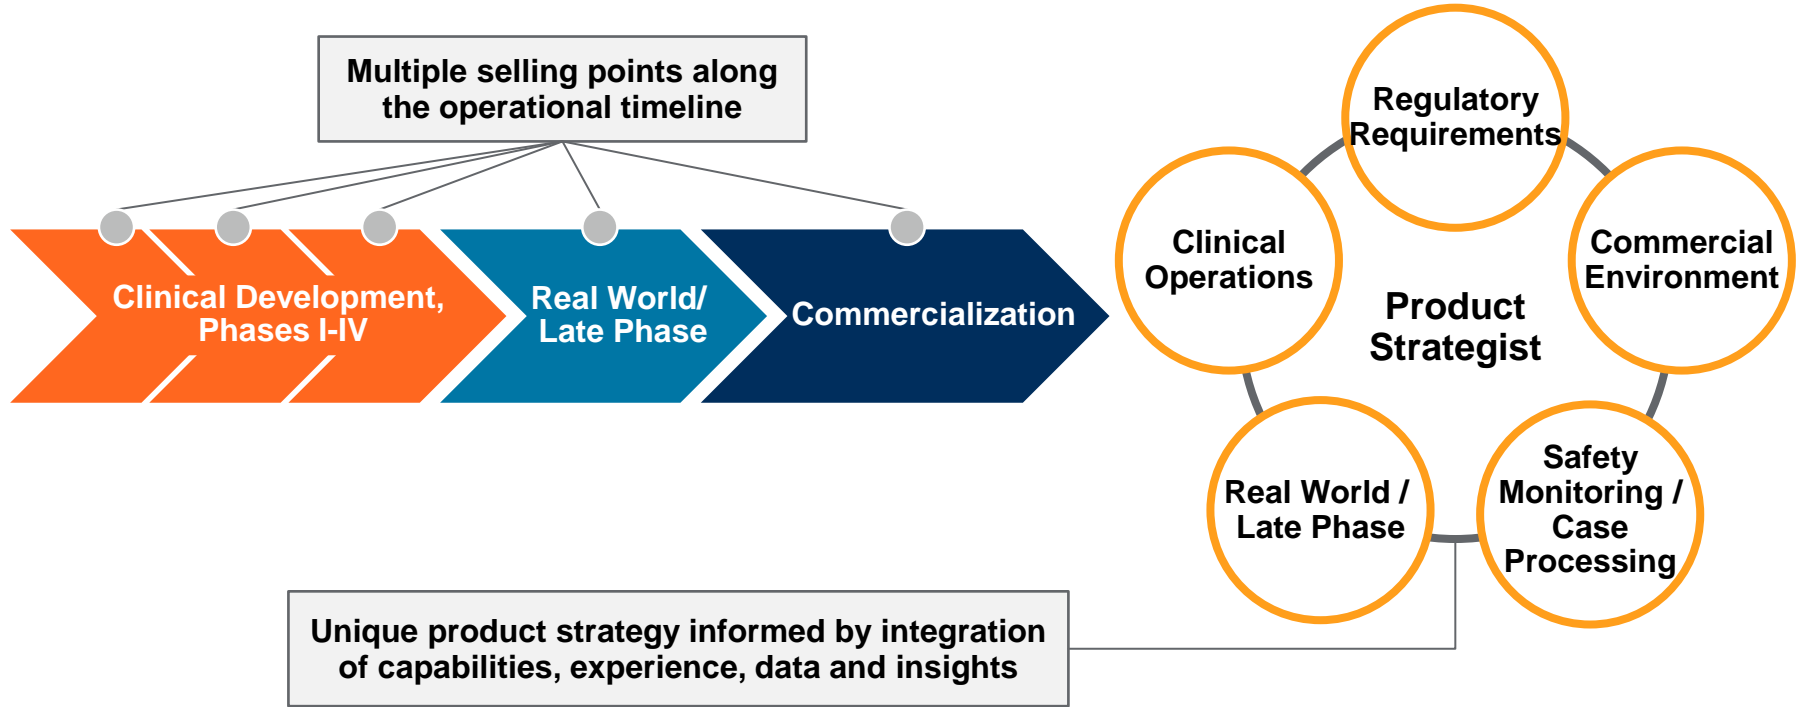 Multiple selling points along
the operational timeline
Clinical Development,
Phases I-IV
Real World/
Late Phase
Commercialization
Regulatory
Requirements
Clinical
Operations
Commercial
Environment
Product
Strategist
Real World /
Late Phase
Safety
Monitoring /
Case
Processing
Unique product strategy informed by integration
of capabilities, experience, data and insights